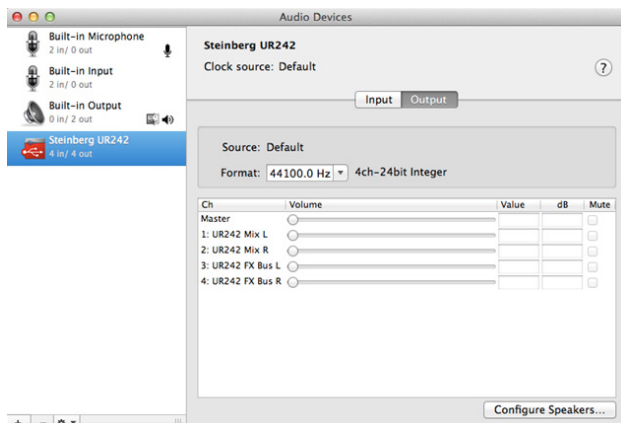 Audio Devices
Built-in Microphone
2 in/ 0 out
Built-in Input
2 in/ 0 out
Built-in Output
0 in/ 2 out
Steinberg UR242
4 in/ 4 out
Steinberg UR242
Clock source: Default
?
Input Output
Source: Default
Format: 44100.0 Hz 4ch-24bit Integer
Ch Volume Value dB Mute
Master
1: UR242 Mix L
2: UR242 Mix R
3: UR242 FX Bus L
4: UR242 FX Bus R
Configure Speakers...